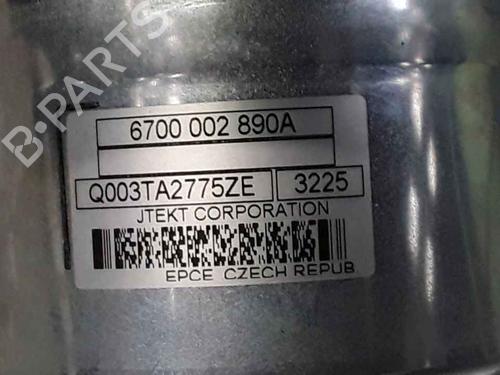 B-PARTS
6700 002 890A
Q003TA2775ZE 3225
JTEKT CORPORATION
EPCE CZECH REPUB